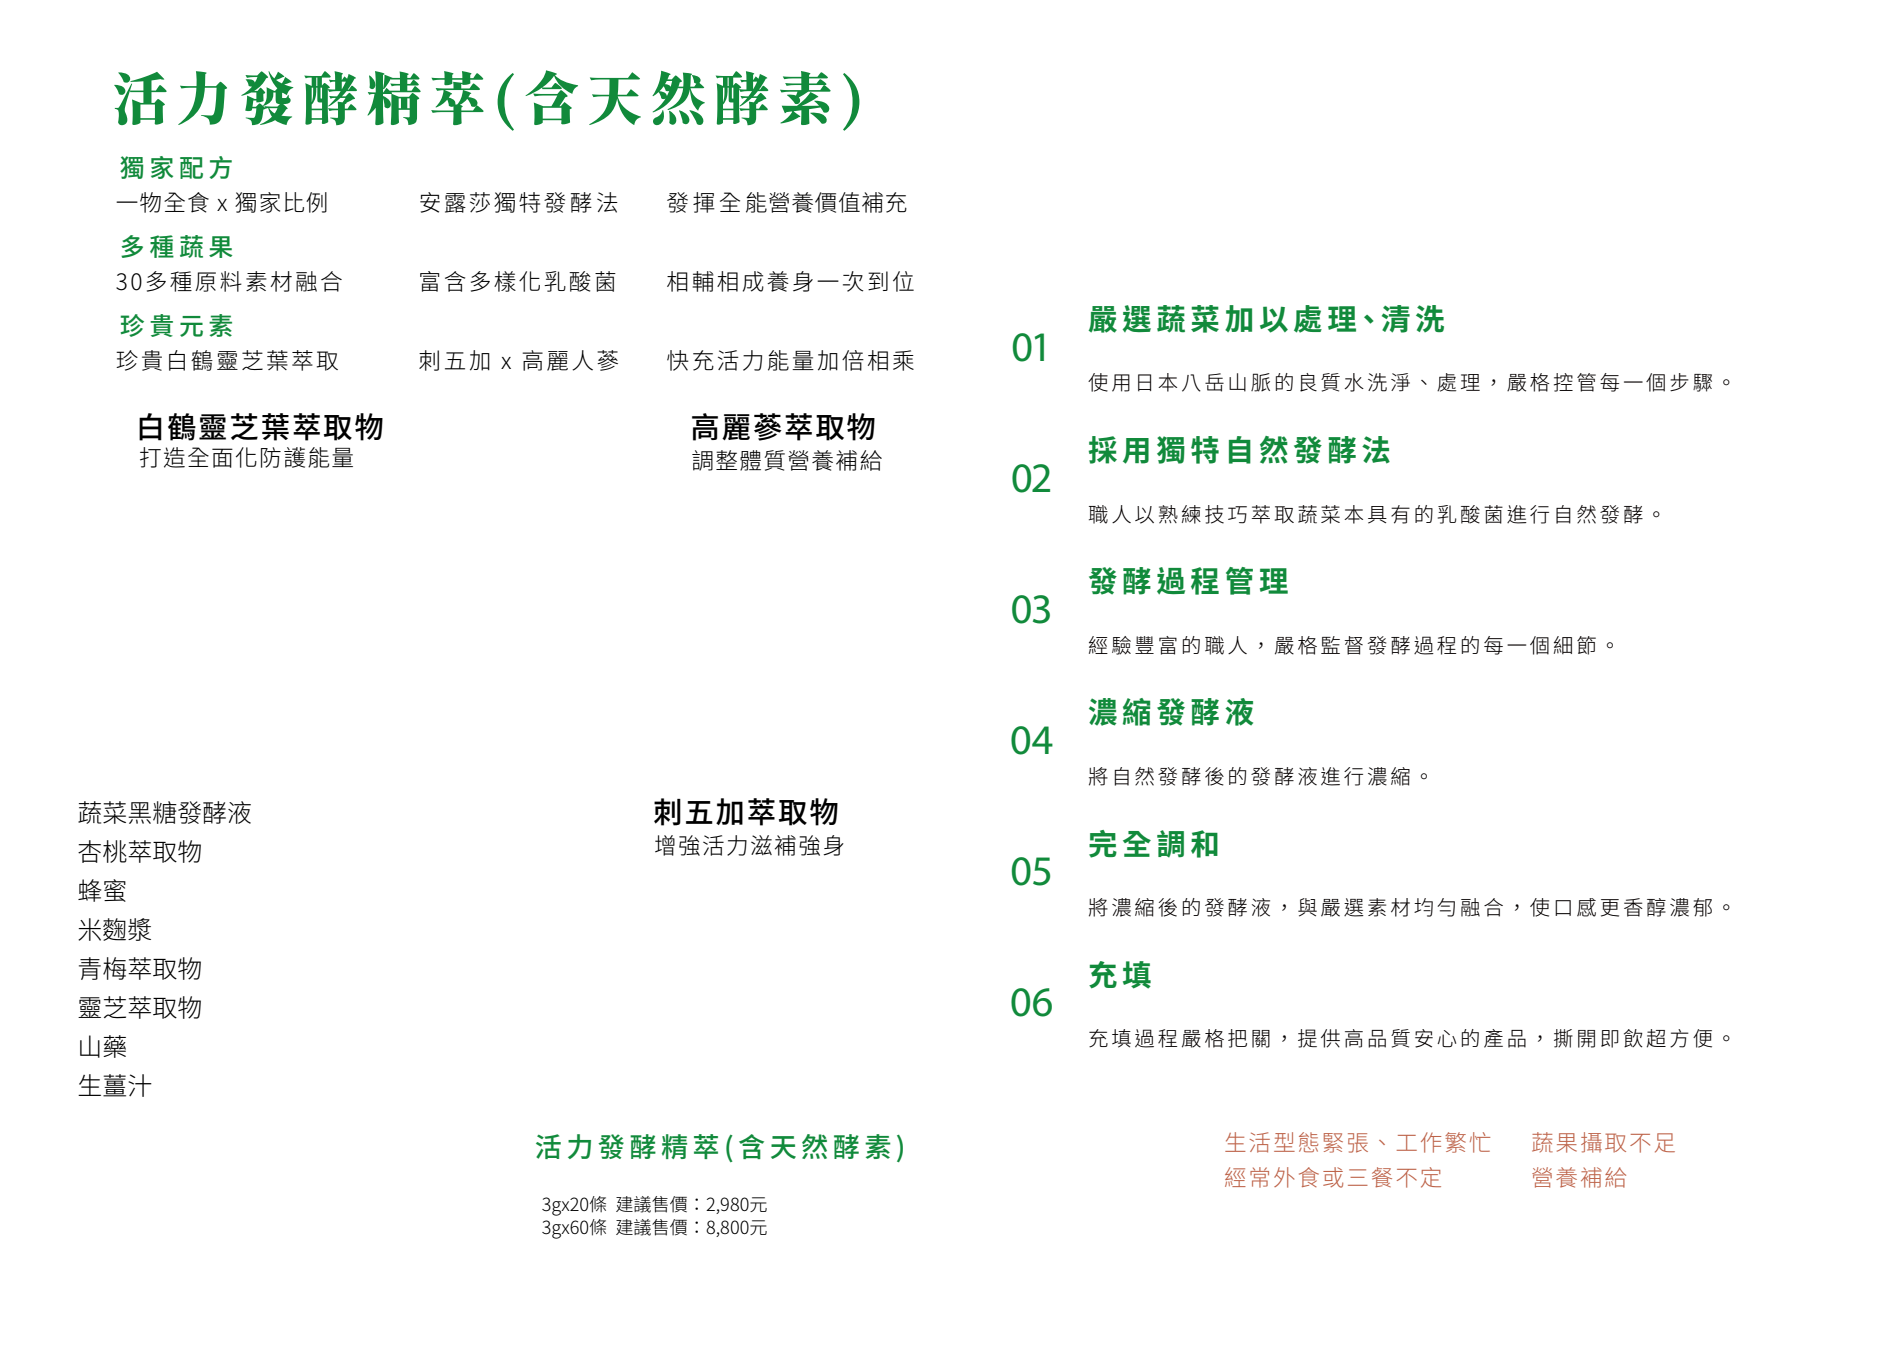 活力發酵精萃(含天然酵素)
獨家配方
一物全食 x 獨家比例 安露莎獨特發酵法 發揮全能營養價值補充
多種蔬果
30多種原料素材融合 富含多樣化乳酸菌 相輔相成養身一次到位
珍貴元素
珍貴白鶴靈芝葉萃取 刺五加 x 高麗人蔘 快充活力能量加倍相乘
白鶴靈芝葉萃取物
打造全面化防護能量
高麗蔘萃取物
調整體質營養補給
蔬菜黑糖發酵液
杏桃萃取物
蜂蜜
米麴漿
青梅萃取物
靈芝萃取物
山藥
生薑汁
刺五加萃取物
增強活力滋補強身
活力發酵精萃(含天然酵素)
3gx20條 建議售價：2,980元
3gx60條 建議售價：8,800元
01
嚴選蔬菜加以處理、清洗
使用日本八岳山脈的良質水洗淨、處理，嚴格控管每一個步驟。
02
採用獨特自然發酵法
職人以熟練技巧萃取蔬菜本具有的乳酸菌進行自然發酵。
03
發酵過程管理
經驗豐富的職人，嚴格監督發酵過程的每一個細節。
04
濃縮發酵液
將自然發酵後的發酵液進行濃縮。
05
完全調和
將濃縮後的發酵液，與嚴選素材均勻融合，使口感更香醇濃郁。
06
充填
充填過程嚴格把關，提供高品質安心的產品，撕開即飲超方便。
生活型態緊張、工作繁忙 蔬果攝取不足
經常外食或三餐不定 營養補給